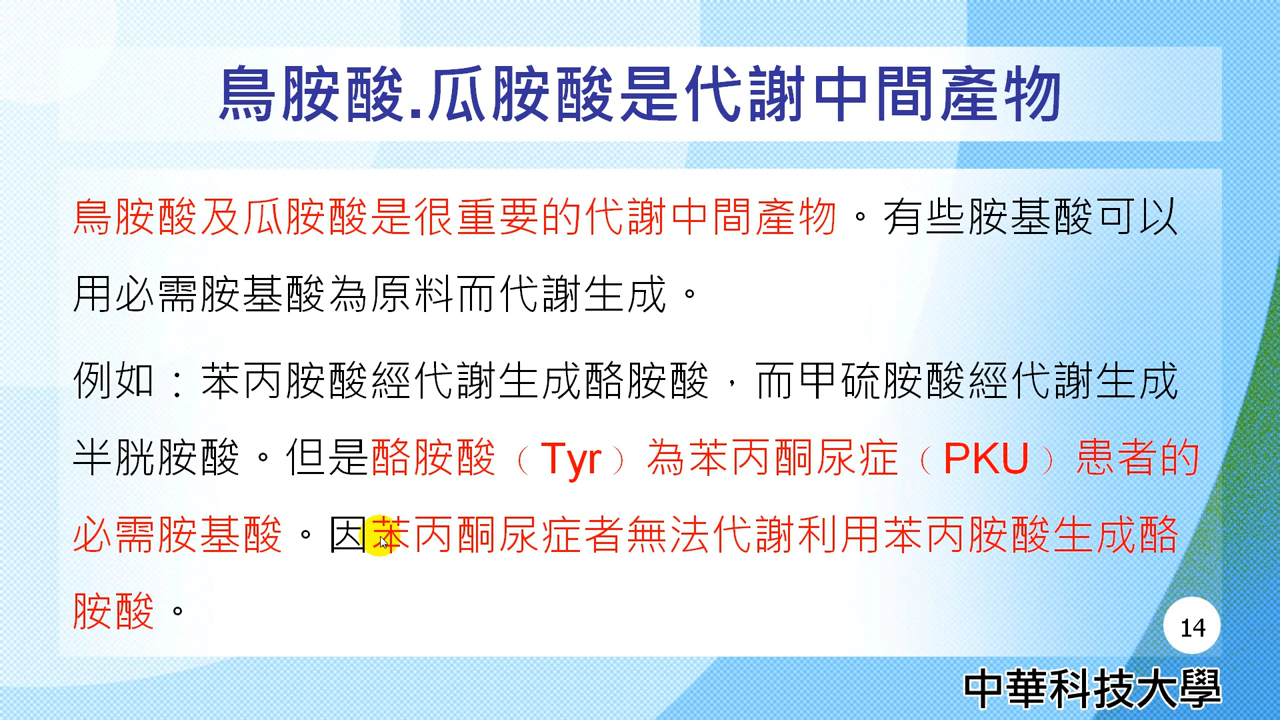 鳥胺酸.瓜胺酸是代謝中間產物
鳥胺酸及瓜胺酸是很重要的代謝中間產物。有些胺基酸可以
用必需胺基酸為原料而代謝生成。
例如：苯丙胺酸經代謝生成酪胺酸，而甲硫胺酸經代謝生成
半胱胺酸。但是酪胺酸（Tyr）為苯丙酮尿症（PKU）患者的
必需胺基酸。因苯丙酮尿症者無法代謝利用苯丙胺酸生成酪
胺酸。
14
中華科技大學